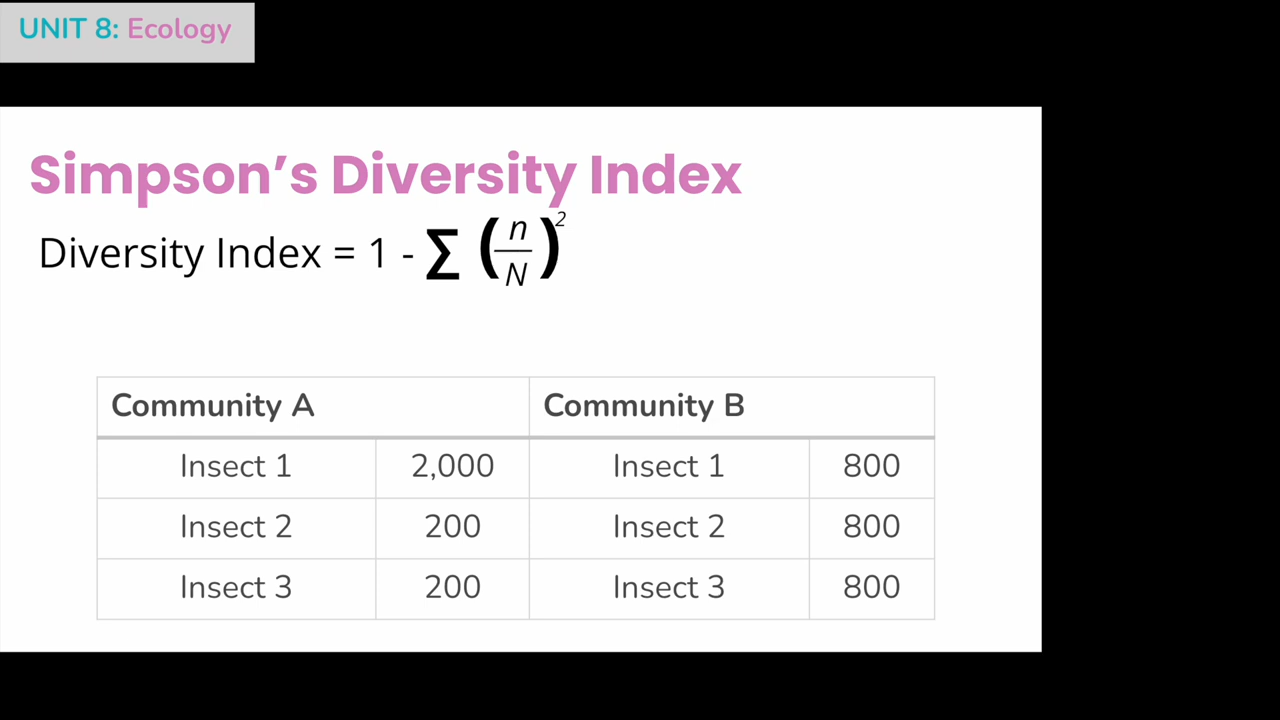 UNIT 8: Ecology
Simpson’s Diversity Index
Diversity Index = 1 - ∑ (n/N)²
Community A Community B
Insect 1 2,000 Insect 1 800
Insect 2 200 Insect 2 800
Insect 3 200 Insect 3 800